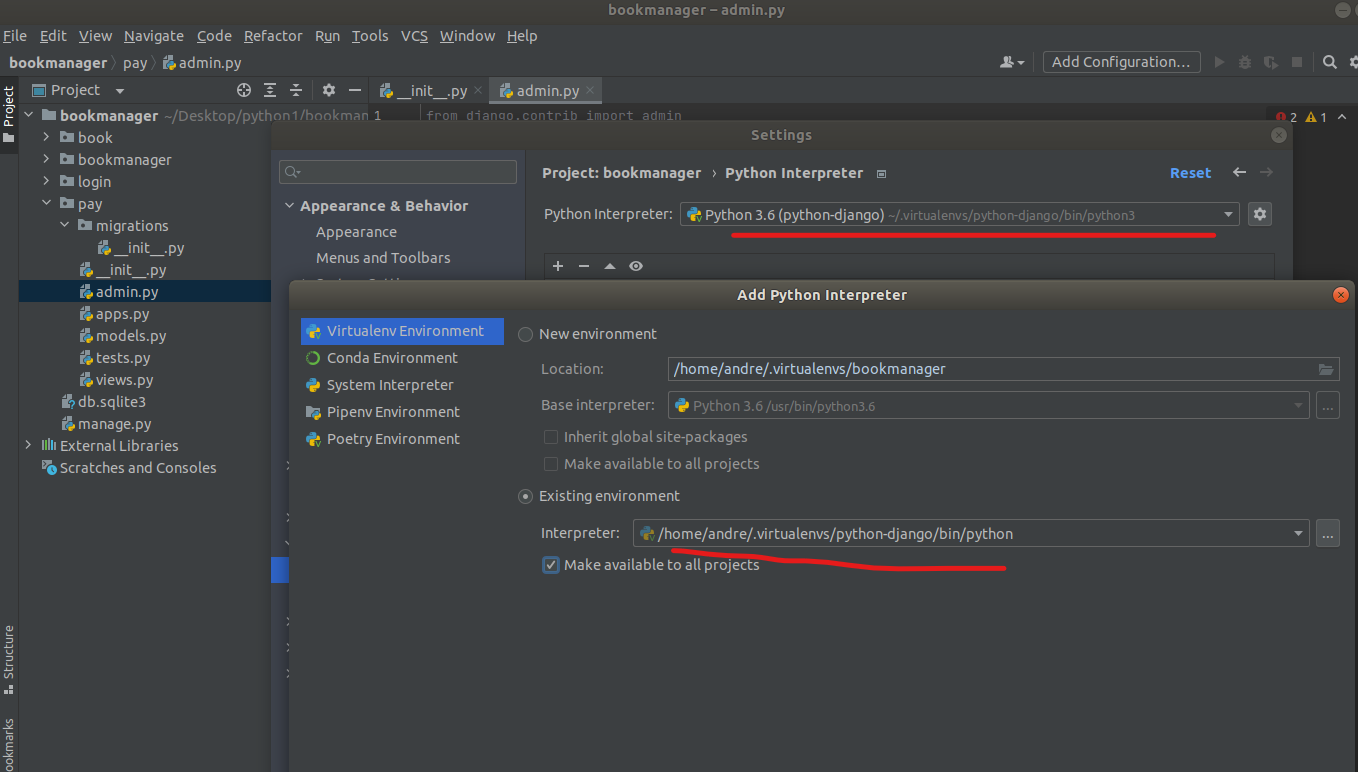 bookmanager – admin.py
File Edit View Navigate Code Refactor Run Tools VCS Window Help
bookmanager pay admin.py Add Configuration...
Project
Project
__init__.py admin.py
bookmanager ~/Desktop/python1/bookman
1 from django.contrib import admin 2 1
book
bookmanager
login
pay
migrations
__init__.py
__init__.py
admin.py
apps.py
models.py
tests.py
views.py
db.sqlite3
manage.py
External Libraries
Scratches and Consoles
Structure
Settings
Appearance & Behavior
Appearance
Menus and Toolbars
Project: bookmanager › Python Interpreter Reset
Python Interpreter: Python 3.6 (python-django) ~/.virtualenvs/python-django/bin/python3
Add Python Interpreter
Virtualenv Environment
Conda Environment
System Interpreter
Pipenv Environment
Poetry Environment
New environment
Location: /home/andre/.virtualenvs/bookmanager
Base interpreter: Python 3.6 /usr/bin/python3.6 ...
Inherit global site-packages
Make available to all projects
Existing environment
Interpreter: /home/andre/.virtualenvs/python-django/bin/python ...
Make available to all projects